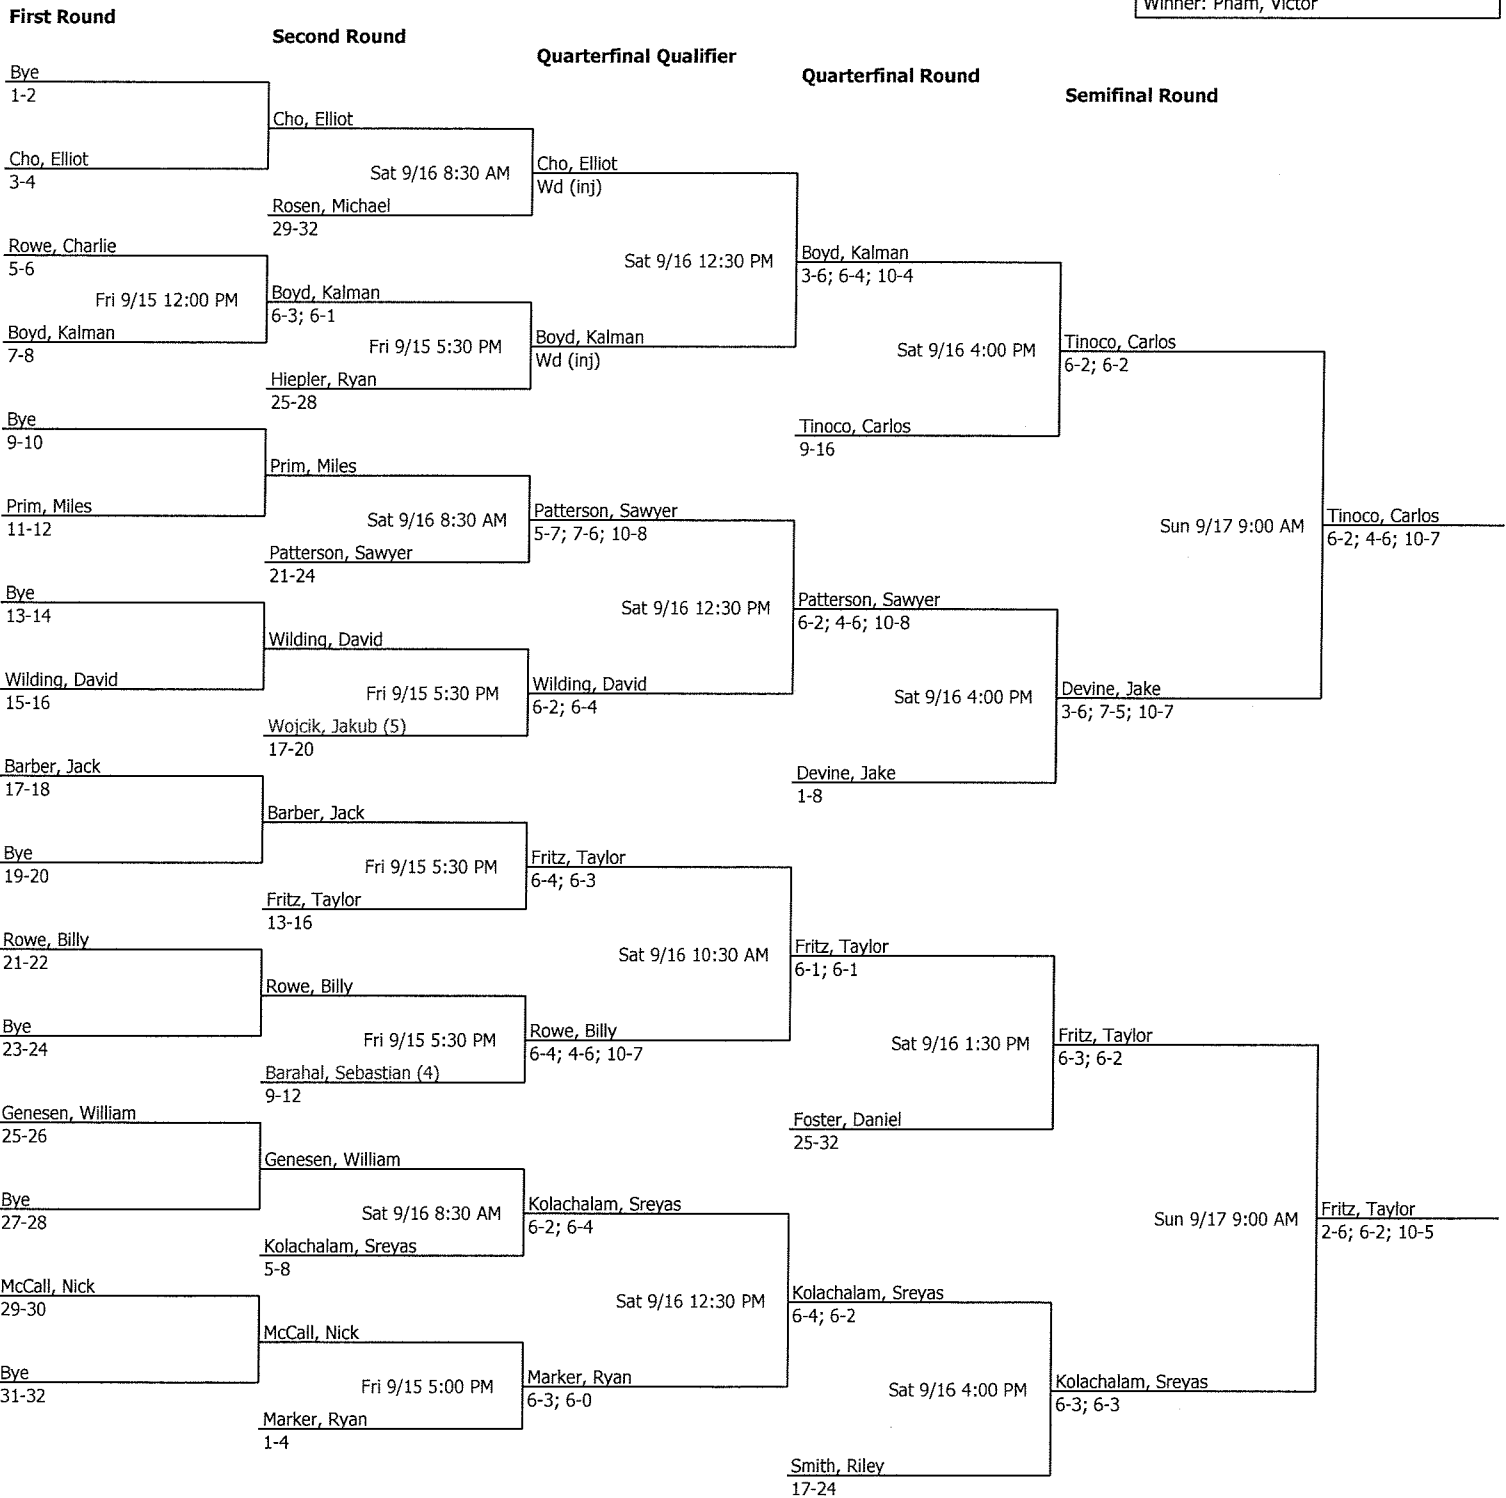 Winner: Pham, Victor
First Round
Second Round
Quarterfinal Qualifier
Quarterfinal Round
Semifinal Round
Bye
1-2
Cho, Elliot
3-4
Rowe, Charlie
5-6
Fri 9/15 12:00 PM
Boyd, Kalman
7-8
Bye
9-10
Prim, Miles
11-12
Bye
13-14
Wilding, David
15-16
Barber, Jack
17-18
Bye
19-20
Rowe, Billy
21-22
Bye
23-24
Genesen, William
25-26
Bye
27-28
McCall, Nick
29-30
Bye
31-32
Cho, Elliot
Sat 9/16 8:30 AM
Rosen, Michael
29-32
Boyd, Kalman
6-3; 6-1
Fri 9/15 5:30 PM
Hiepler, Ryan
25-28
Prim, Miles
Sat 9/16 8:30 AM
Patterson, Sawyer
21-24
Wilding, David
Fri 9/15 5:30 PM
Wojcik, Jakub (5)
17-20
Barber, Jack
Fri 9/15 5:30 PM
Fritz, Taylor
13-16
Rowe, Billy
Fri 9/15 5:30 PM
Barahal, Sebastian (4)
9-12
Genesen, William
Sat 9/16 8:30 AM
Kolachalam, Sreyas
5-8
McCall, Nick
Fri 9/15 5:00 PM
Marker, Ryan
1-4
Cho, Elliot
Wd (inj)
Sat 9/16 12:30 PM
Boyd, Kalman
Wd (inj)
Patterson, Sawyer
5-7; 7-6; 10-8
Sat 9/16 12:30 PM
Wilding, David
6-2; 6-4
Fritz, Taylor
6-4; 6-3
Sat 9/16 10:30 AM
Rowe, Billy
6-4; 4-6; 10-7
Kolachalam, Sreyas
6-2; 6-4
Sat 9/16 12:30 PM
Marker, Ryan
6-3; 6-0
Boyd, Kalman
3-6; 6-4; 10-4
Sat 9/16 4:00 PM
Tinoco, Carlos
9-16
Patterson, Sawyer
6-2; 4-6; 10-8
Sat 9/16 4:00 PM
Devine, Jake
1-8
Fritz, Taylor
6-1; 6-1
Sat 9/16 1:30 PM
Foster, Daniel
25-32
Kolachalam, Sreyas
6-4; 6-2
Sat 9/16 4:00 PM
Smith, Riley
17-24
Tinoco, Carlos
6-2; 6-2
Sun 9/17 9:00 AM
Devine, Jake
3-6; 7-5; 10-7
Fritz, Taylor
6-3; 6-2
Sun 9/17 9:00 AM
Kolachalam, Sreyas
6-3; 6-3
Tinoco, Carlos
6-2; 4-6; 10-7
Fritz, Taylor
2-6; 6-2; 10-5